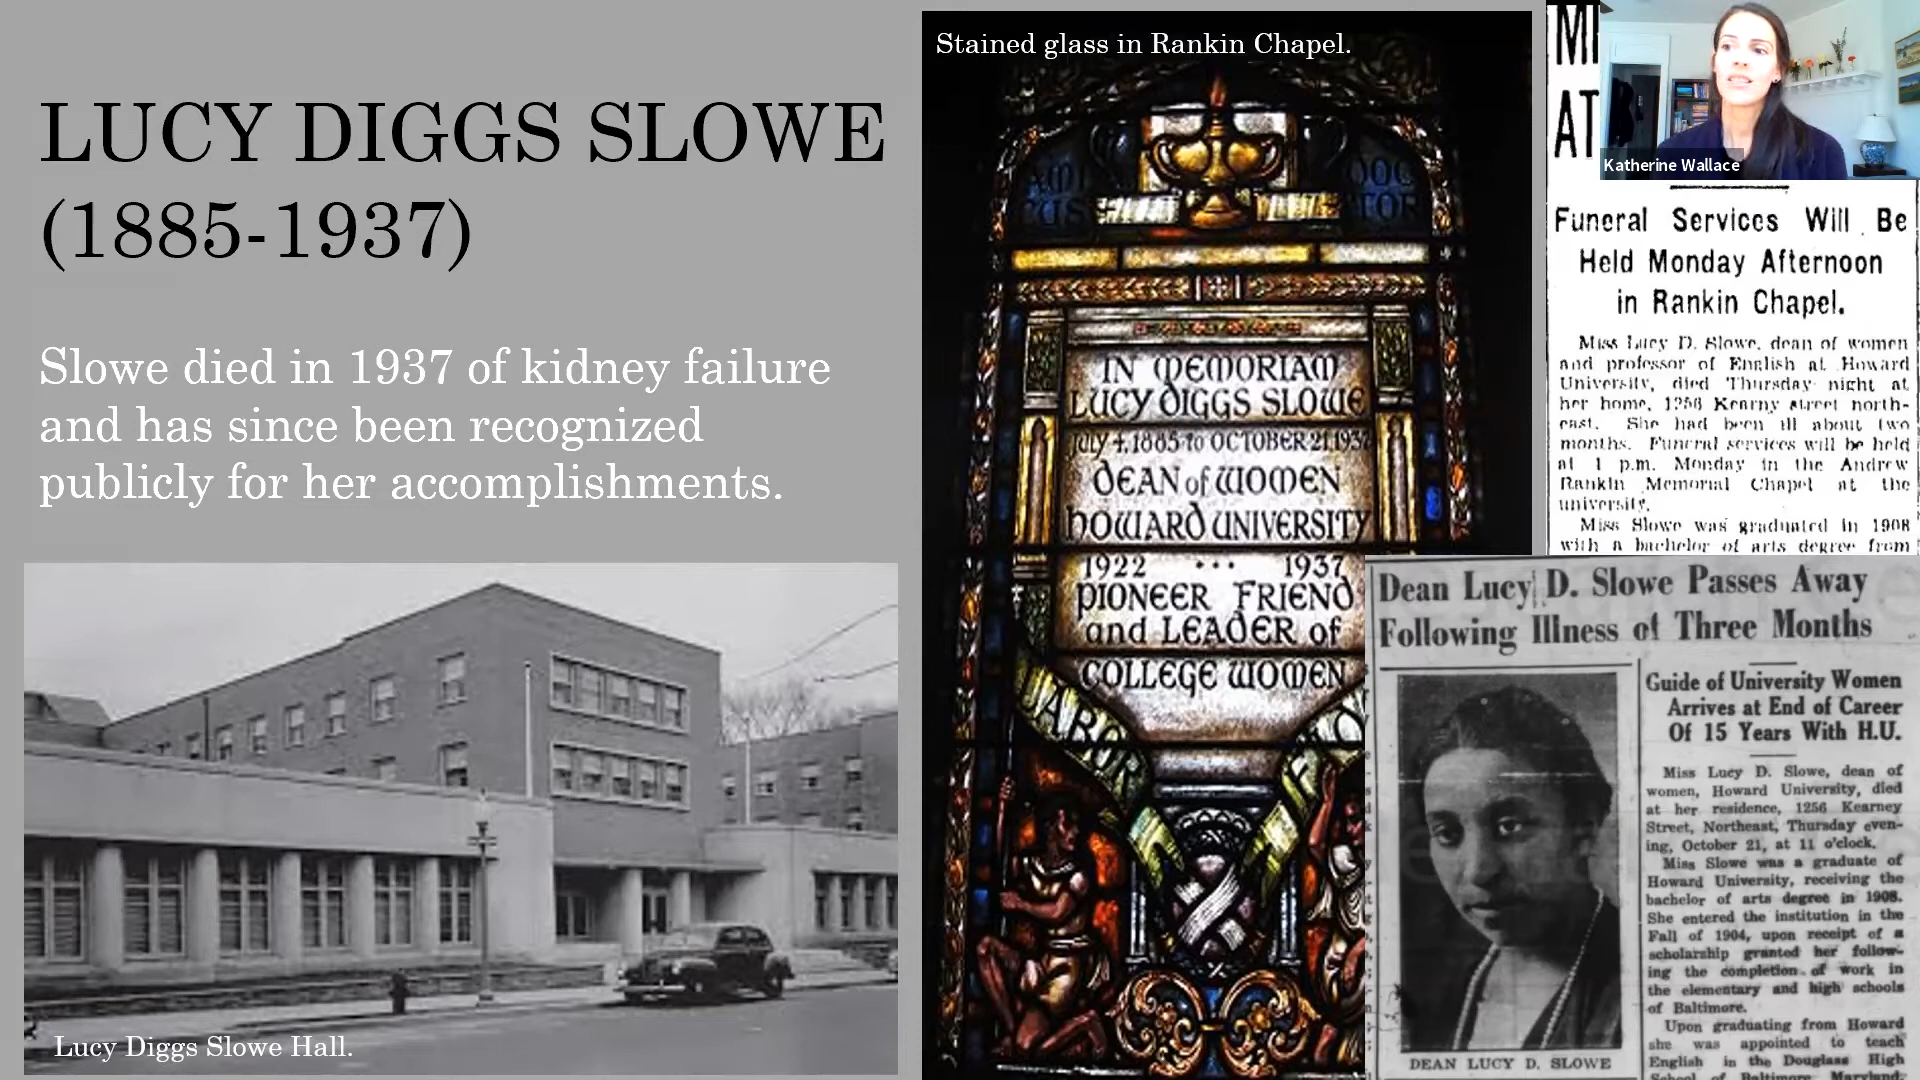 LUCY DIGGS SLOWE
(1885-1937)
Slowe died in 1937 of kidney failure
and has since been recognized
publicly for her accomplishments.
Lucy Diggs Slowe Hall.
Stained glass in Rankin Chapel.
IN MEMORIAM
LUCY DIGGS SLOWE
July 4, 1885 to OCTOBER 21, 1937
DEAN of WOMEN
HOWARD UNIVERSITY
1922 ... 1937
PIONEER FRIEND
and LEADER of
COLLEGE WOMEN
LABOR
Katherine Wallace
Funeral Services Will Be
Held Monday Afternoon
in Rankin Chapel.
Miss Lucy D. Slowe, dean of women
and professor of English at Howard
University, died Thursday night at
her home, 1256 Kearny street north-
east. She had been ill about two
months. Funeral services will be held
at 1 p.m. Monday in the Andrew
Rankin Memorial Chapel at the
university.
Miss Slowe was graduated in 1908
with a bachelor of arts degree from
Dean Lucy D. Slowe Passes Away
Following Illness of Three Months
Guide of University Women
Arrives at End of Career
Of 15 Years With H.U.
Miss Lucy D. Slowe, dean of
women, Howard University, died
at her residence, 1256 Kearney
Street, Northeast, Thursday even-
ing, October 21, at 11 o'clock.
Miss Slowe was a graduate of
Howard University, receiving the
bachelor of arts degree in 1908.
She entered the institution in the
Fall of 1904, upon receipt of a
scholarship granted her follow-
ing the completion of work in
the elementary and high schools
of Baltimore.
Upon graduating from Howard
she was appointed to teach
English in the Douglass High
School of Baltimore, Maryland,
DEAN LUCY D. SLOWE